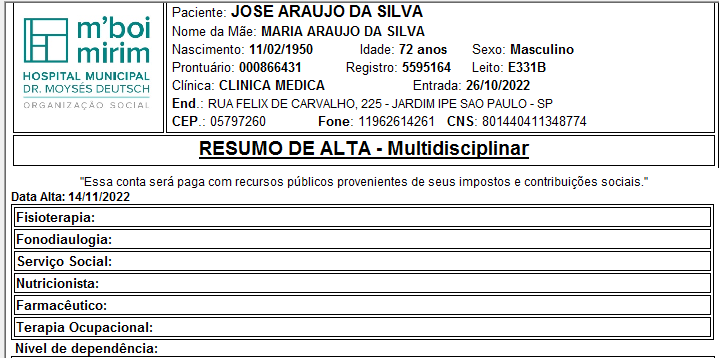 m'boi
mirim
HOSPITAL MUNICIPAL
DR. MOYSÉS DEUTSCH
ORGANIZAÇÃO SOCIAL
Paciente: JOSE ARAUJO DA SILVA
Nome da Mãe: MARIA ARAUJO DA SILVA
Nascimento: 11/02/1950 Idade: 72 anos Sexo: Masculino
Prontuário: 000866431 Registro: 5595164 Leito: E331B
Clínica: CLINICA MEDICA Entrada: 26/10/2022
End.: RUA FELIX DE CARVALHO, 225 - JARDIM IPE SAO PAULO - SP
CEP.: 05797260 Fone: 11962614261 CNS: 801440411348774
RESUMO DE ALTA - Multidisciplinar
"Essa conta será paga com recursos públicos provenientes de seus impostos e contribuições sociais."
Data Alta: 14/11/2022
Fisioterapia:
Fonodiaulogia:
Serviço Social:
Nutricionista:
Farmacêutico:
Terapia Ocupacional:
Nível de dependência: